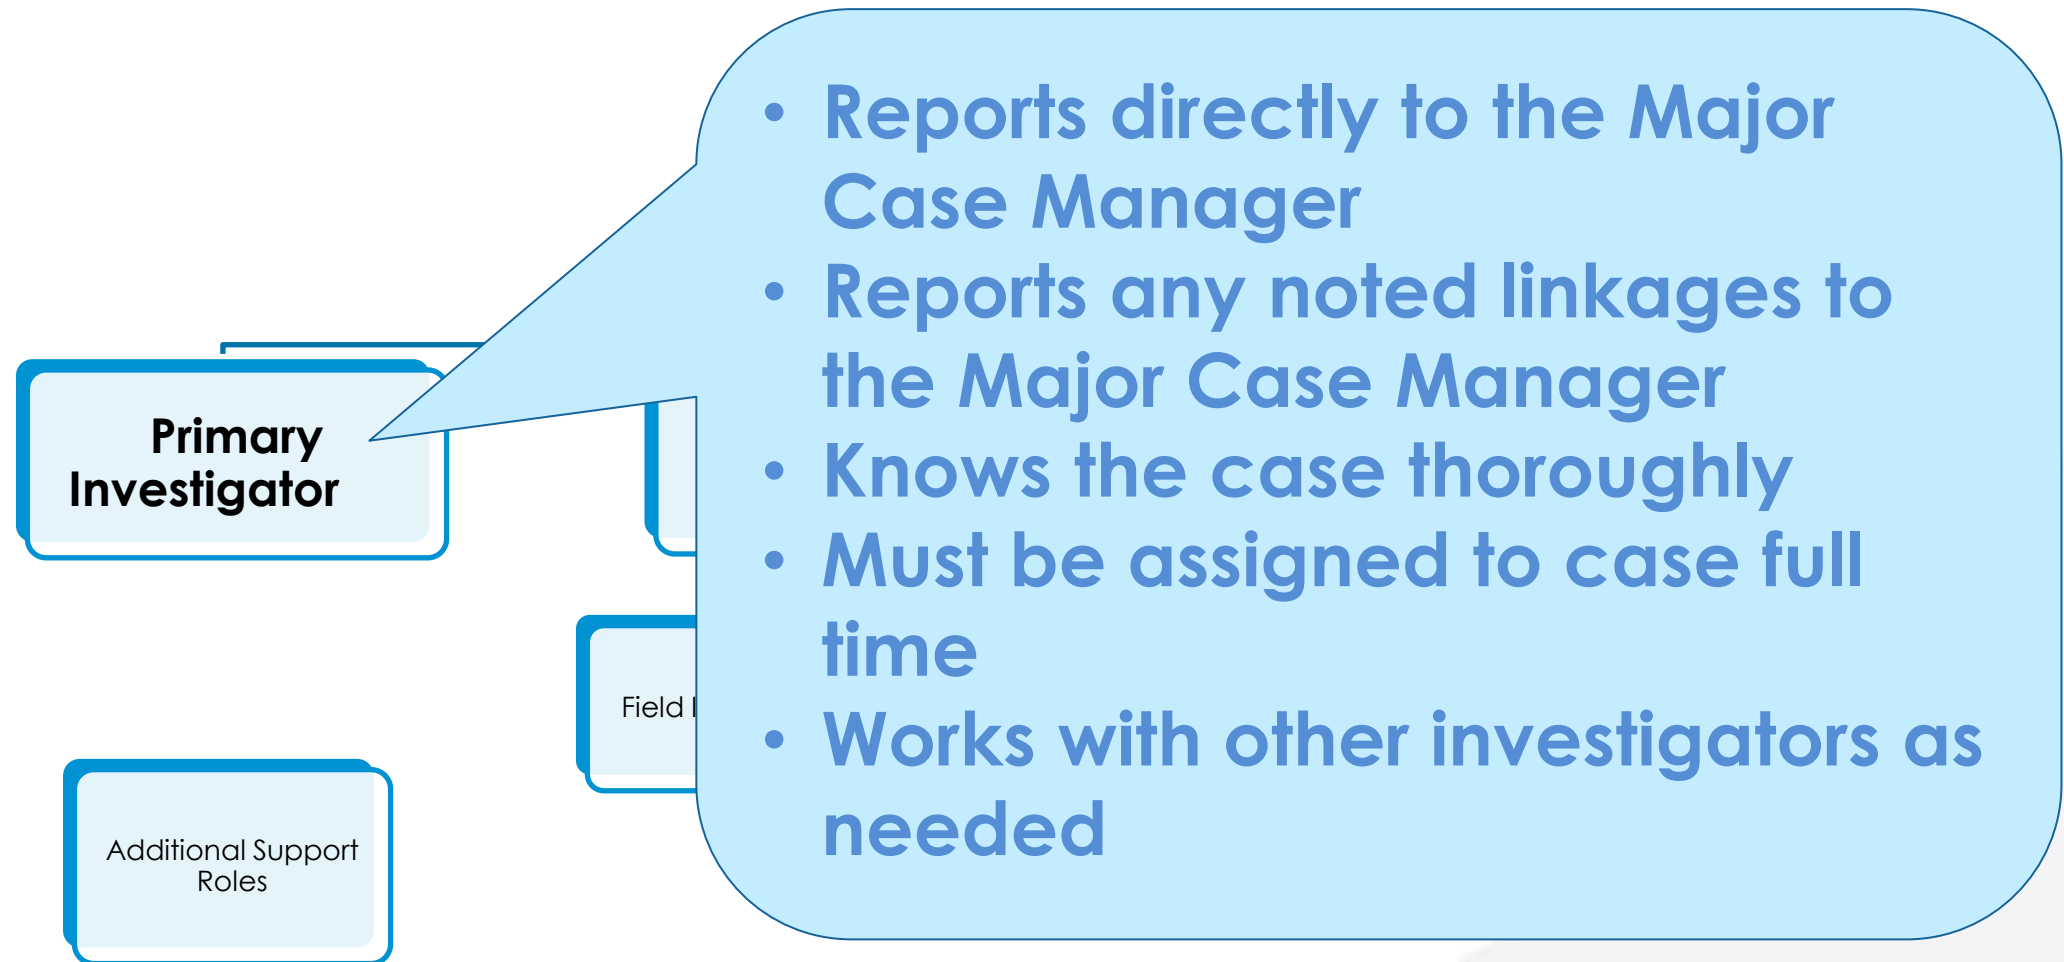 • Reports directly to the Major
Case Manager
• Reports any noted linkages to
the Major Case Manager
• Knows the case thoroughly
• Must be assigned to case full
time
• Works with other investigators as
needed
Primary
Investigator
Field
Additional Support
Roles